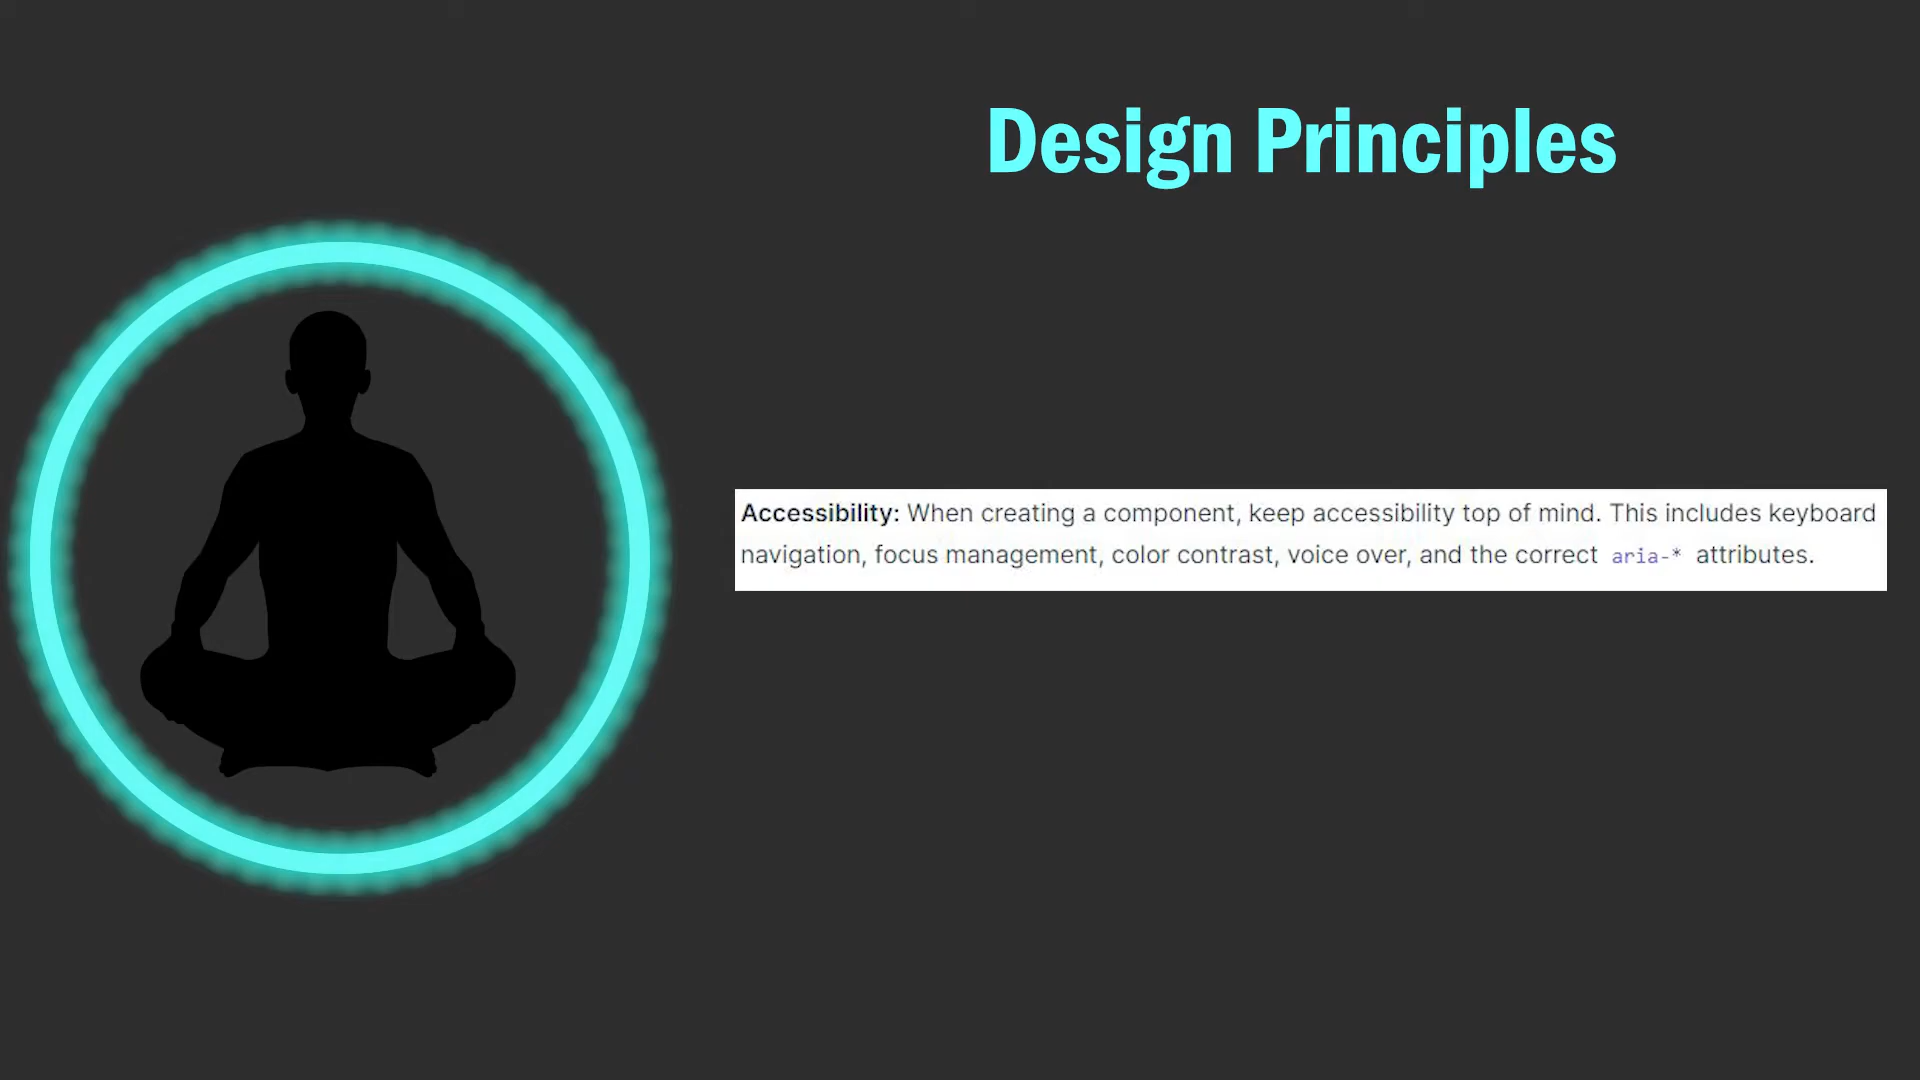 Design Principles
Accessibility: When creating a component, keep accessibility top of mind. This includes keyboard
navigation, focus management, color contrast, voice over, and the correct aria-* attributes.